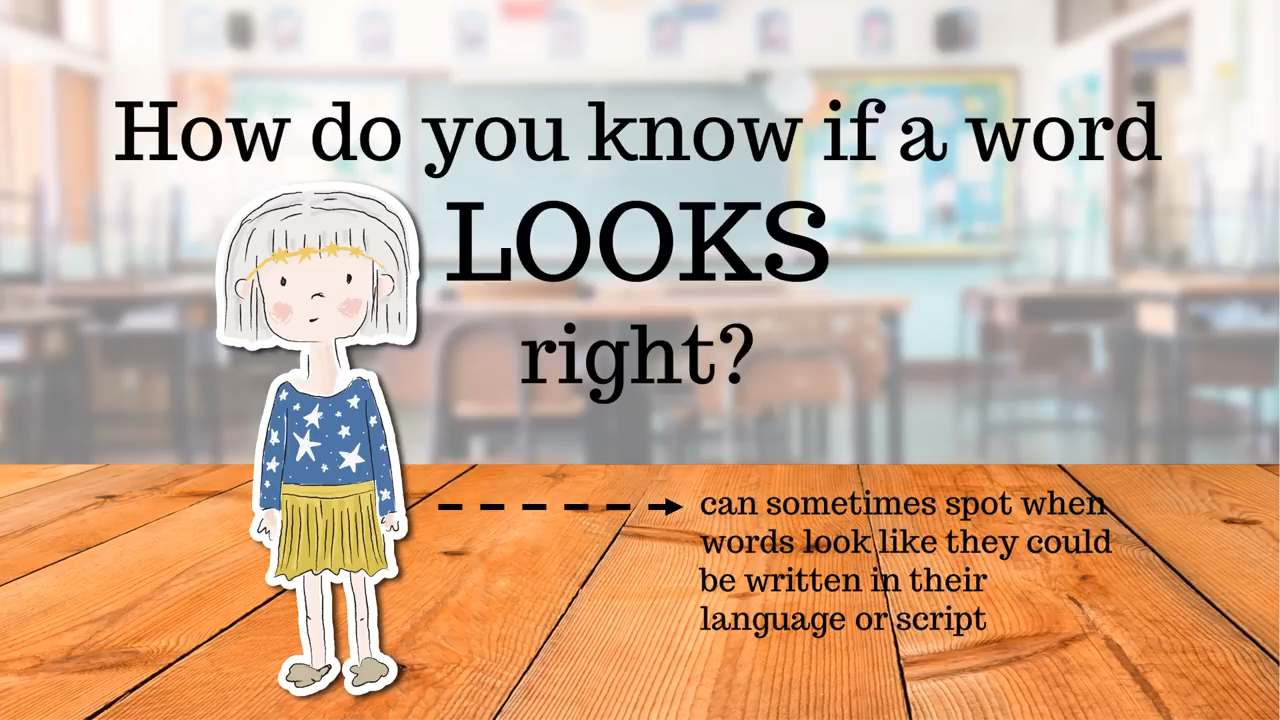 How do you know if a word
LOOKS
right?
can sometimes spot when
words look like they could
be written in their
language or script